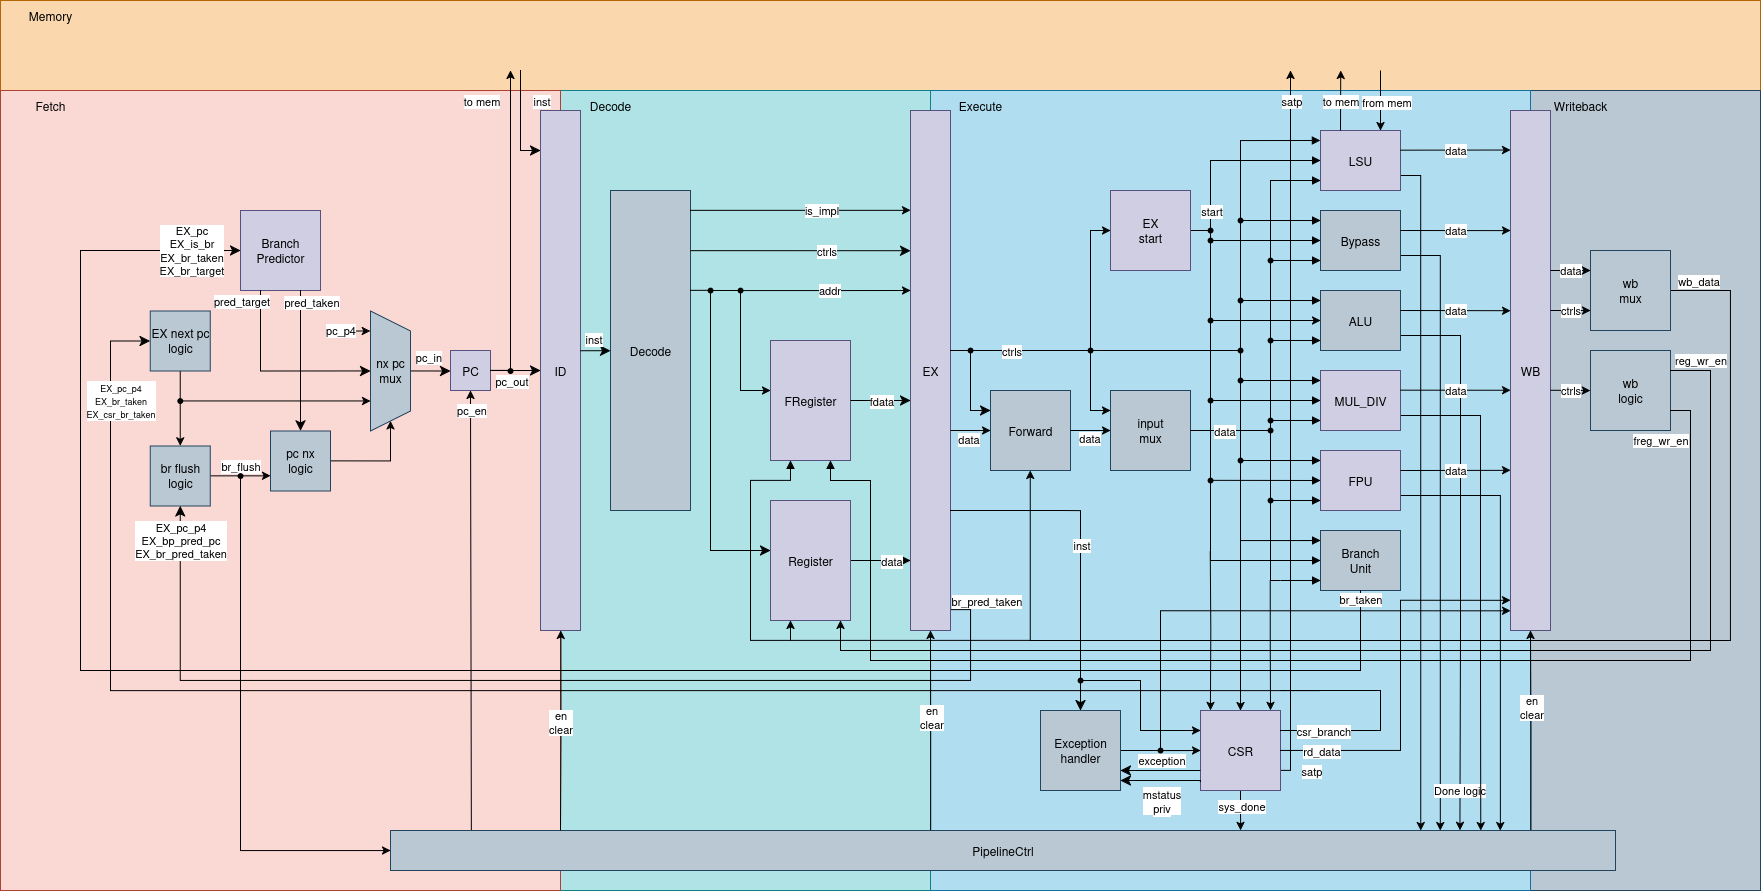 Memory
Fetch
to mem
inst
Decode
Execute
satp
to mem
from mem
Writeback
LSU
data
EX_pc
EX_is_br
EX_br_taken
EX_br_target
Branch
Predictor
is_impl
EX
start
start
Bypass
data
ctrls
data
wb
mux
wb_data
addr
pred_target
pred_taken
pc_p4
EX next pc
logic
ALU
data
ctrls
inst
Decode
ctrls
pc_in
nx pc
mux
PC
pc_out
ID
EX
WB
reg_wr_en
EX_pc_p4
EX_br_taken
EX_csr_br_taken
pc_en
FRegister
fdata
MUL_DIV
data
ctrls
wb
logic
data
Forward
data
input
mux
data
freg_wr_en
br flush
logic
br_flush
pc nx
logic
FPU
data
EX_pc_p4
EX_bp_pred_pc
EX_br_pred_taken
inst
Register
data
Branch
Unit
br_pred_taken
br_taken
en
clear
en
clear
en
clear
Exception
handler
exception
CSR
csr_branch
rd_data
satp
mstatus
priv
sys_done
Done logic
PipelineCtrl